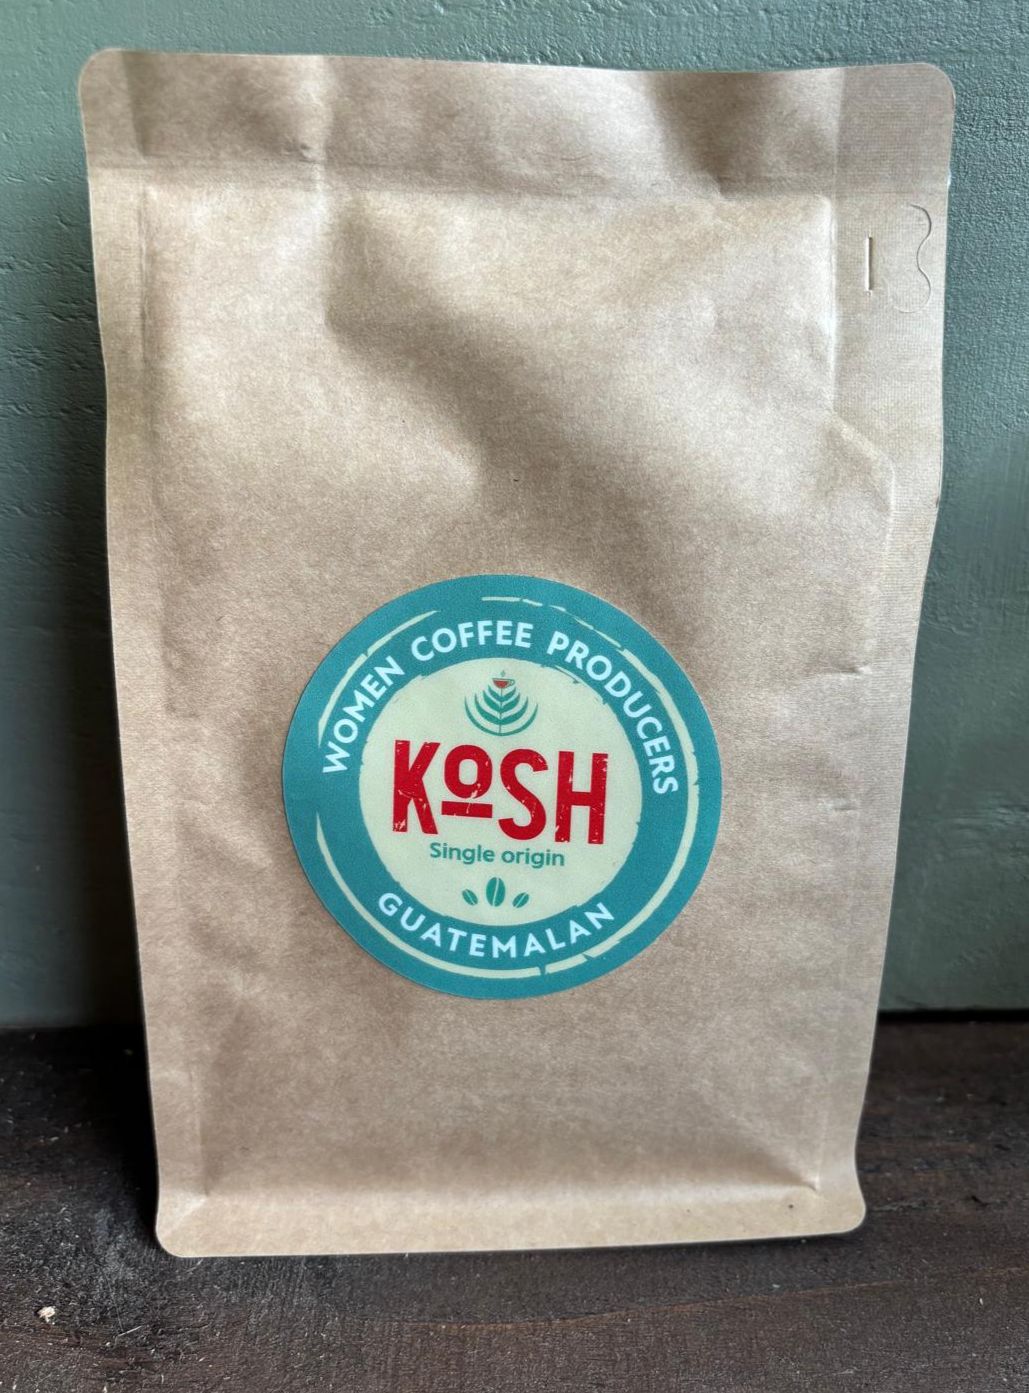 WOMEN COFFEE PRODUCERS
KoSH
Single origin
GUATEMALAN